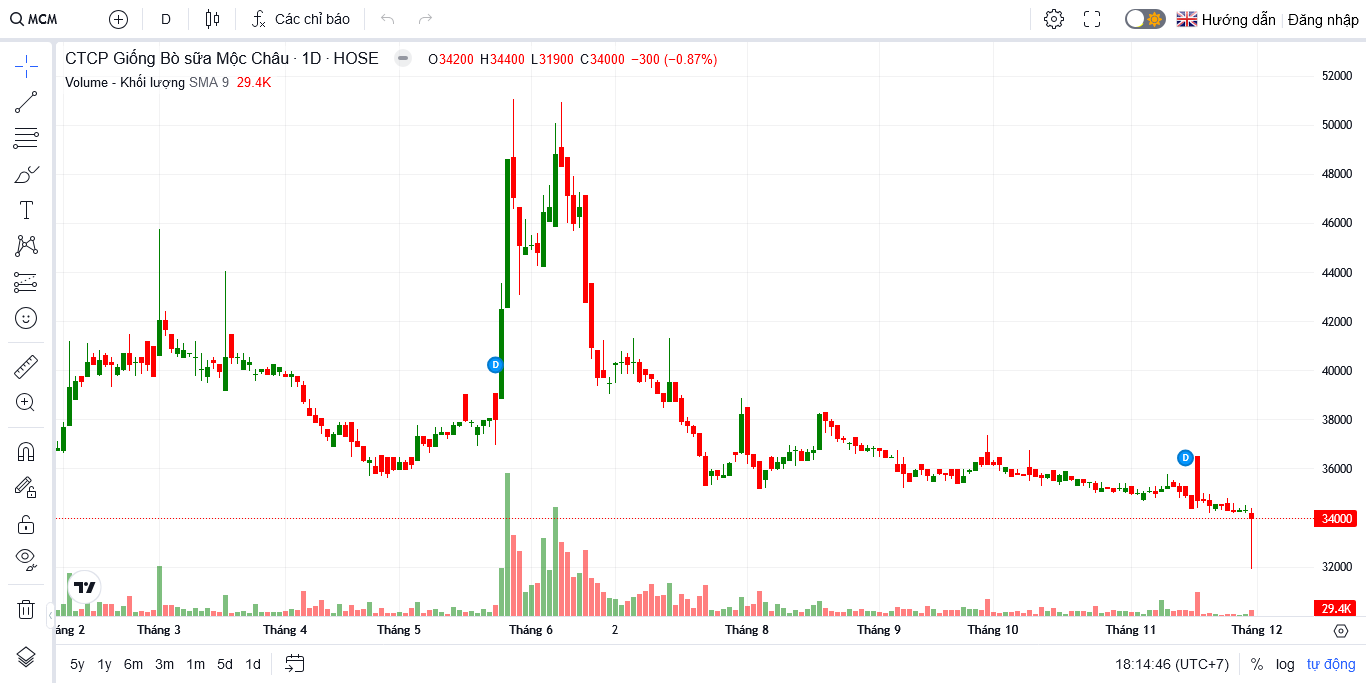 MCM D Các chỉ báo Hướng dẫn Đăng nhập
CTCP Giống Bò sữa Mộc Châu · 1D · HOSE O34200 H34400 L31900 C34000 −300 (−0.87%)
Volume - Khối lượng SMA 9 29.4K
52000
50000
48000
46000
44000
42000
40000
38000
36000
34000
32000
29.4K
D
D
áng 2 Tháng 3 Tháng 4 Tháng 5 Tháng 6 2 Tháng 8 Tháng 9 Tháng 10 Tháng 11 Tháng 12
5y 1y 6m 3m 1m 5d 1d 18:14:46 (UTC+7) % log tự động